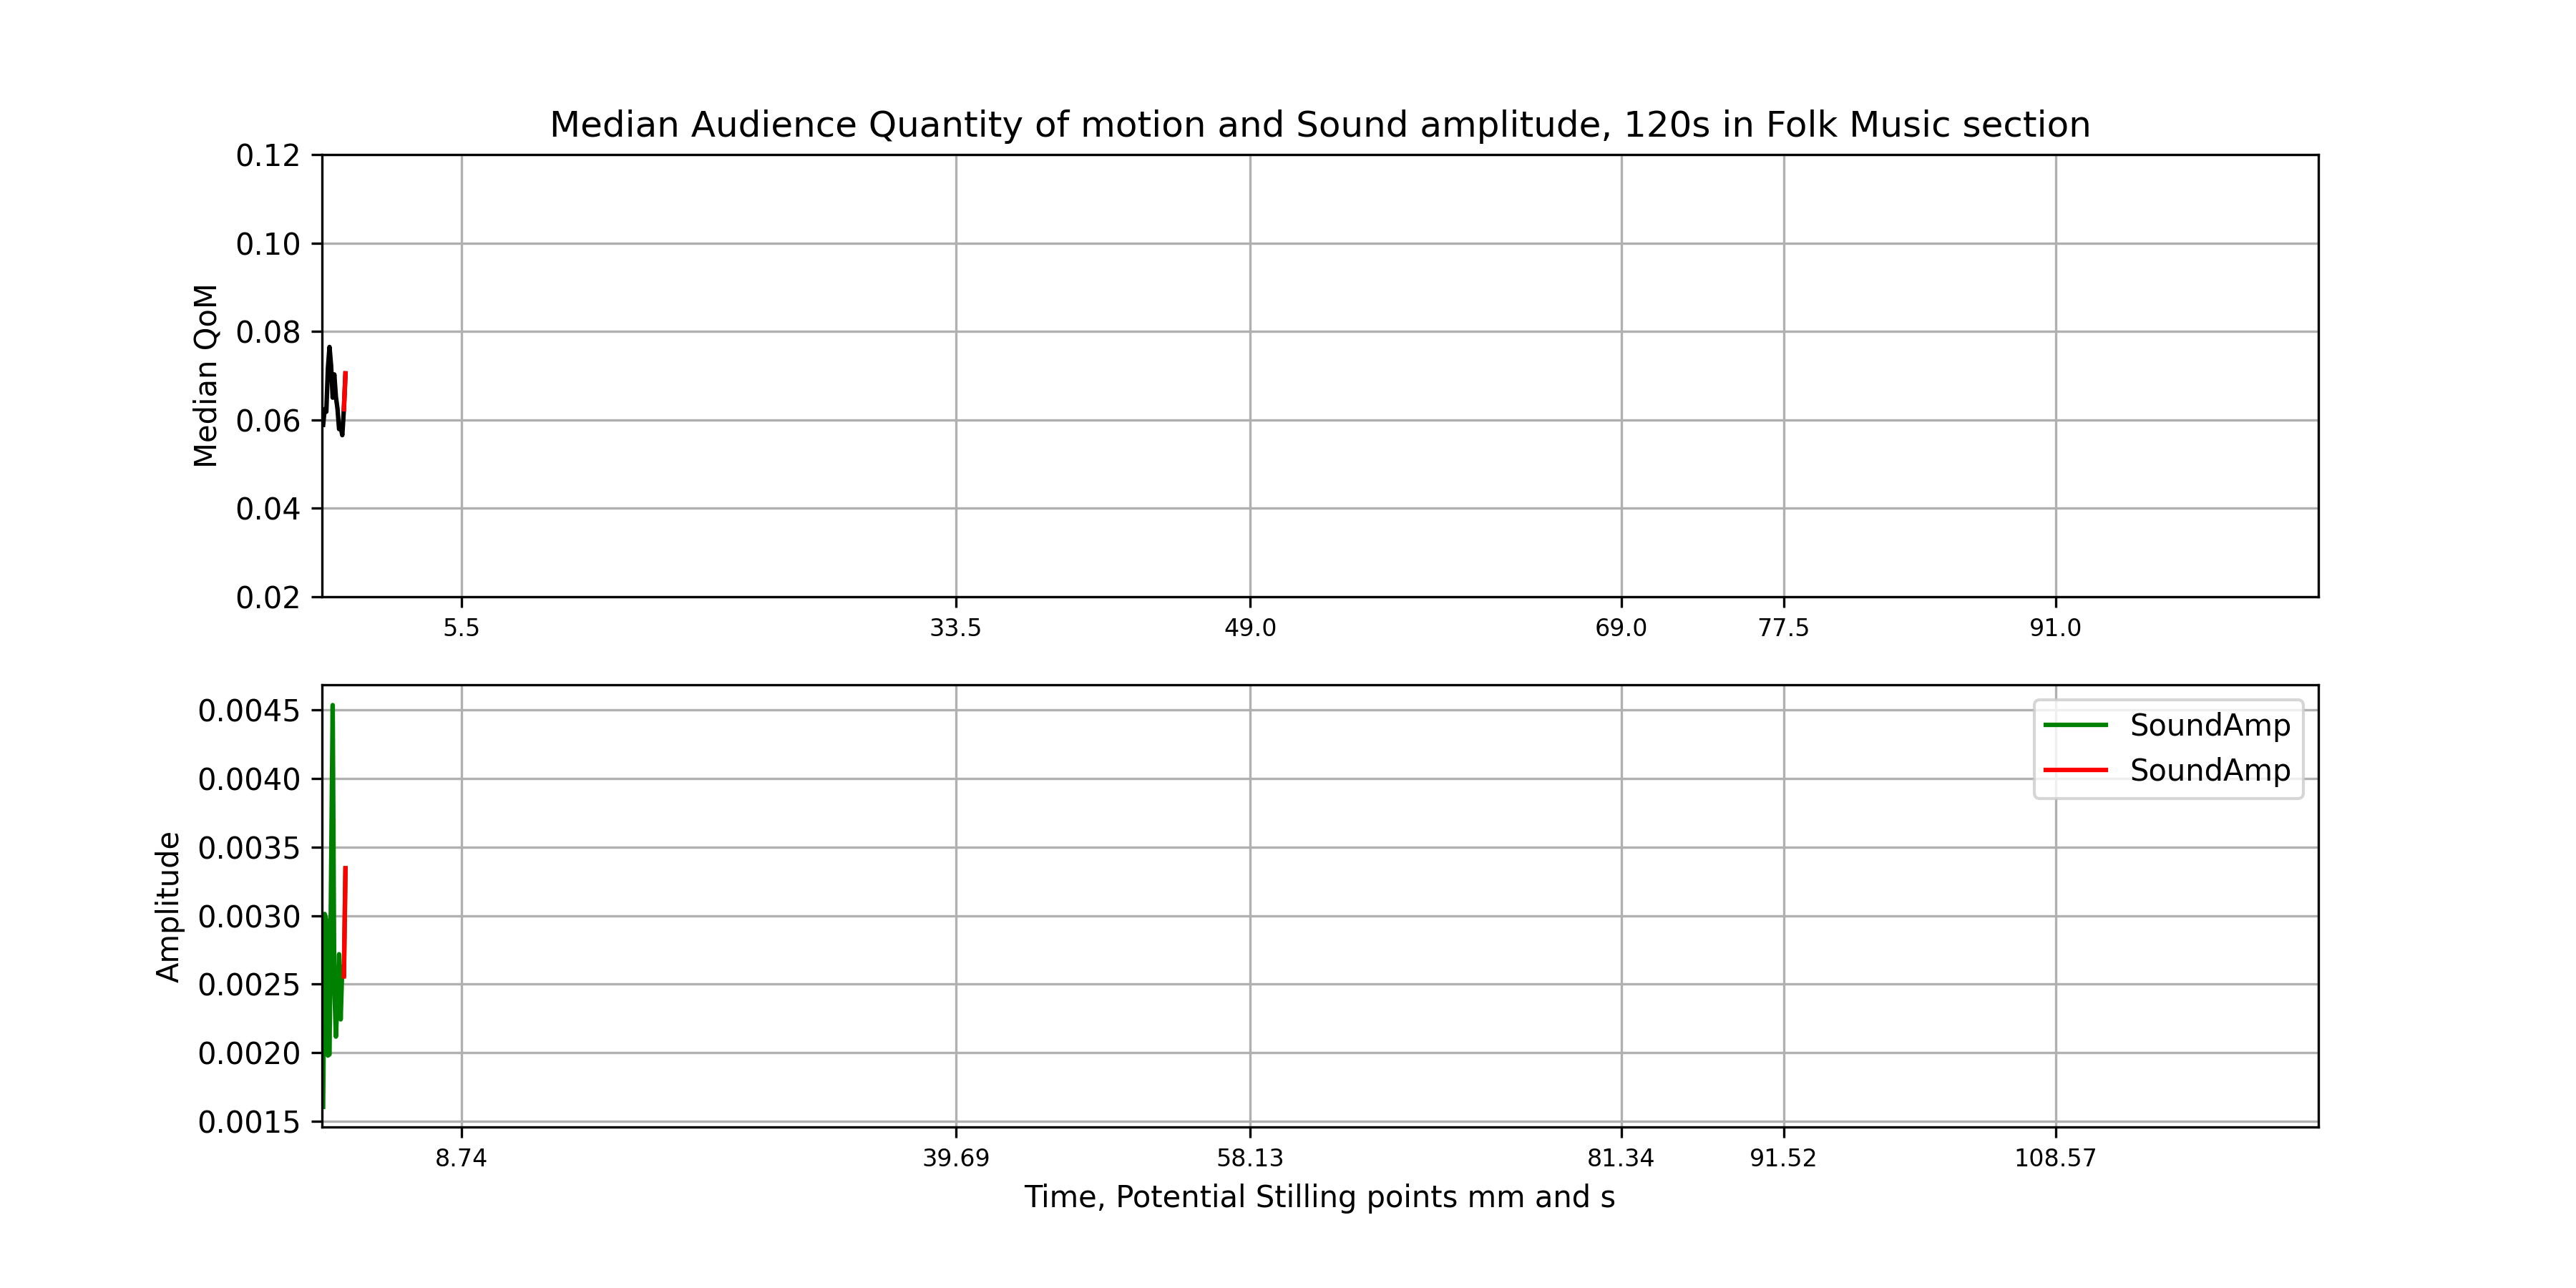 Median Audience Quantity of motion and Sound amplitude, 120s in Folk Music section
0.12
0.10
0.08
0.06
0.04
0.02
Median QoM
5.5 33.5 49.0 69.0 77.5 91.0
0.0045
0.0040
0.0035
0.0030
0.0025
0.0020
0.0015
Amplitude
SoundAmp
SoundAmp
8.74 39.69 58.13 81.34 91.52 108.57
Time, Potential Stilling points mm and s